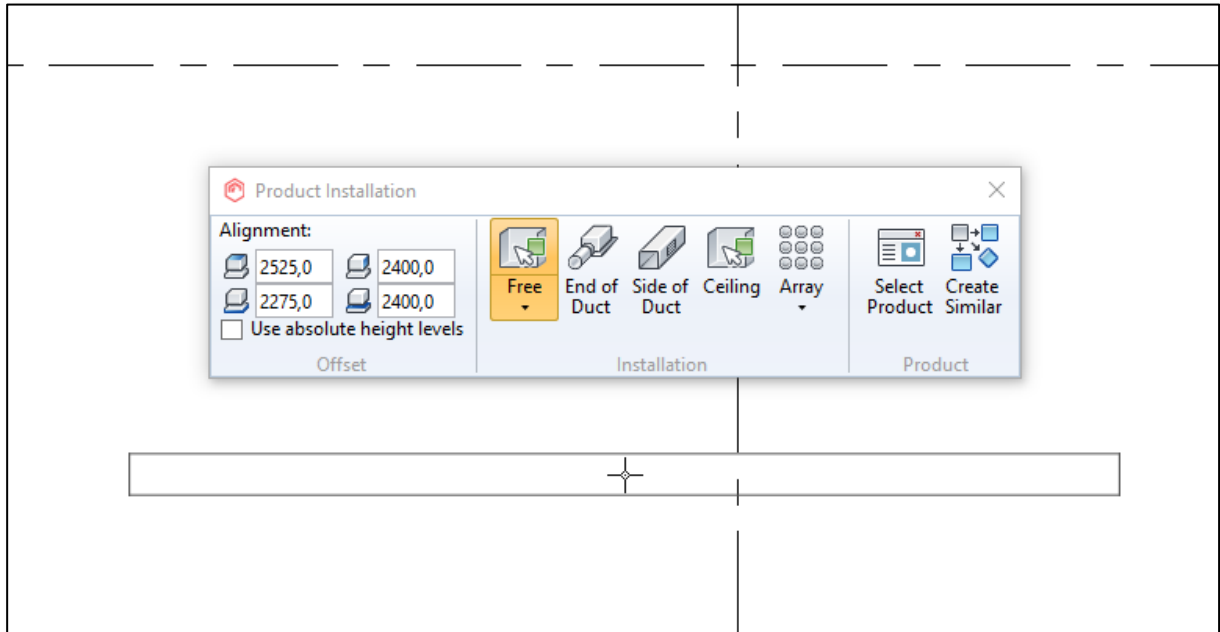 Product Installation
Alignment:
2525,0 2400,0
2275,0 2400,0
Use absolute height levels
Offset
Free End of Duct Side of Duct Ceiling Array
Installation
Select Product Create Similar
Product